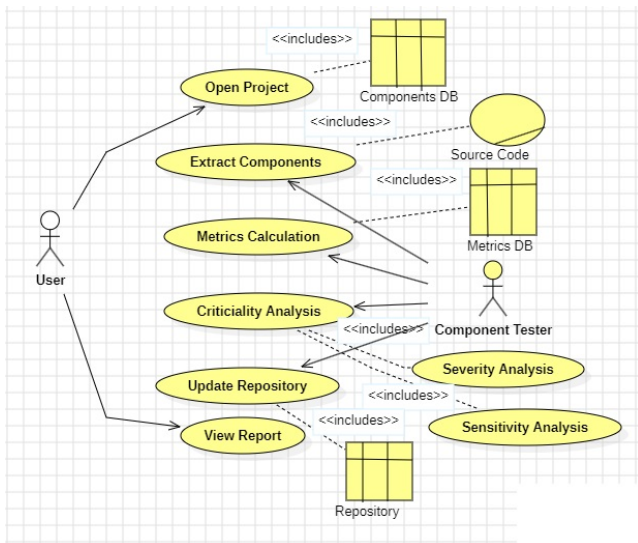 <<includes>>
Open Project
Components DB
<<includes>>
Extract Components
Source Code
<<includes>>
Metrics Calculation
Metrics DB
User
Criticiality Analysis
<<includes>>
Component Tester
Severity Analysis
Update Repository
<<includes>>
<<includes>>
Sensitivity Analysis
View Report
Repository